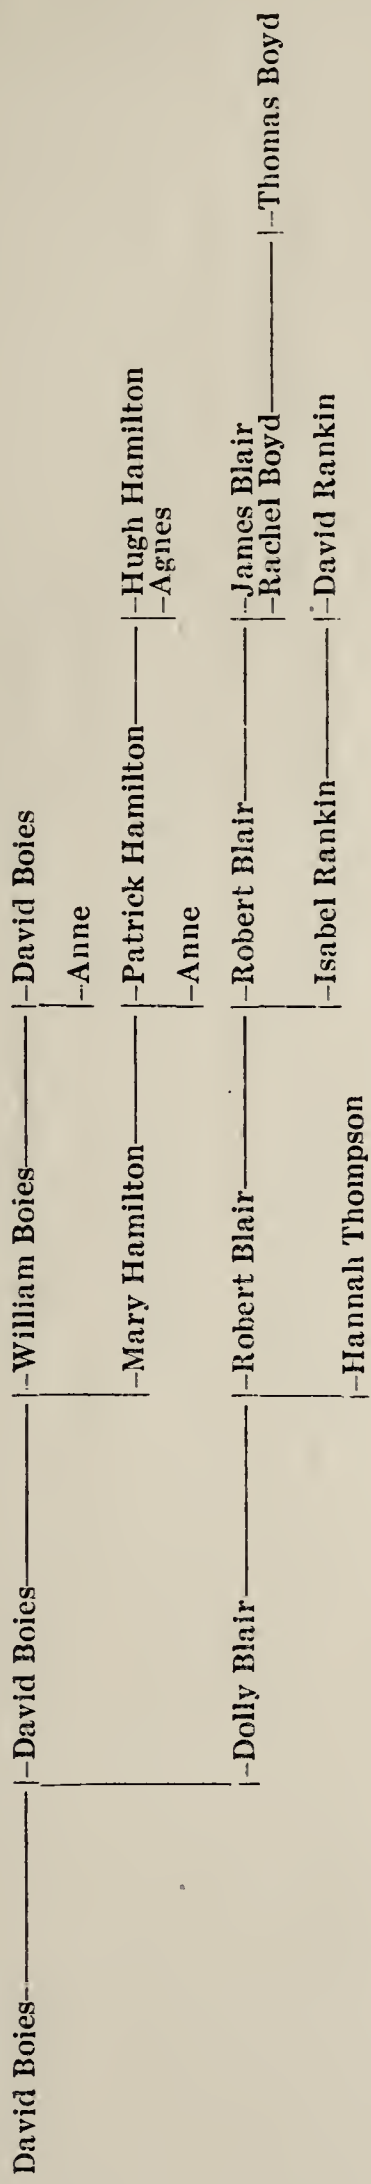 David Boies
David Boies
William Boies
David Boies
Anne
Mary Hamilton
Patrick Hamilton
Hugh Hamilton
Agnes
Anne
Dolly Blair
Robert Blair
Robert Blair
James Blair
Rachel Boyd
Thomas Boyd
Isabel Rankin
David Rankin
Hannah Thompson